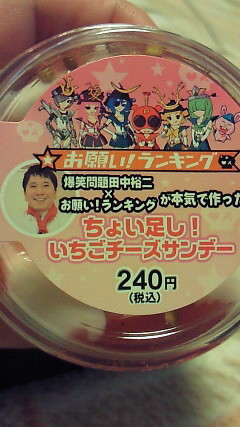 お願い!ランキング
爆笑問題田中裕二
×
お願い!ランキングが本気で作った
ちょい足し!
いちごチーズサンデー
240円
(税込)